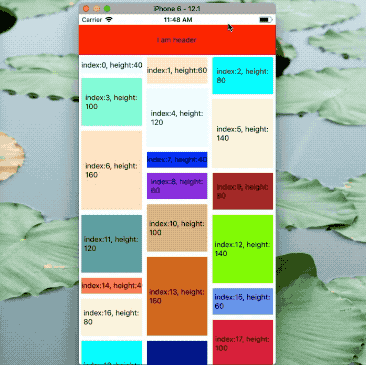 iPhone 6 - 12.1
Carrier
11:48 AM
I am header
index:0, height:40
index:1, height:60
index:2, height:
80
index:3, height:
100
index:4, height:
120
index:5, height:
140
index:6, height:
160
index:7, height:40
index:8, height:
60
index:9, height:
80
index:10, height:
100
index:11, height:
120
index:12, height:
140
index:13, height:
160
index:14, height:4
index:15, height:
60
index:16, height:
80
index:17, height:
100